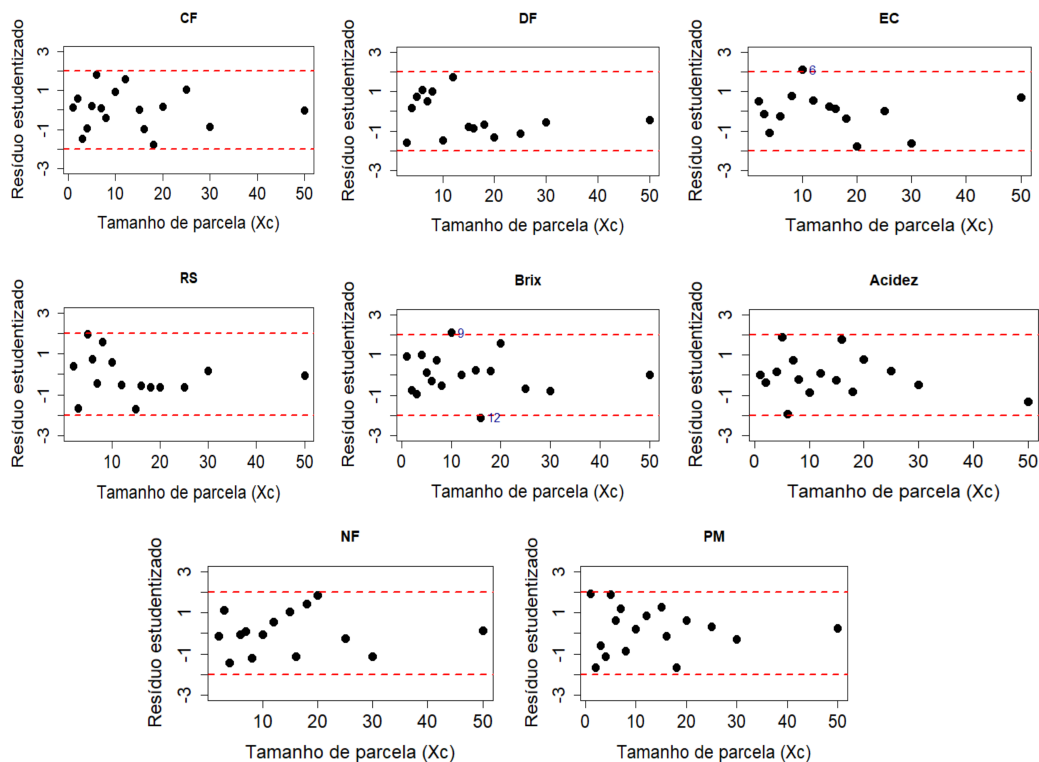 CF
Resíduo estudentizado
3
1
-1
-3
0 10 20 30 40 50
Tamanho de parcela (Xc)
DF
Resíduo estudentizado
3
1
-1
-3
10 20 30 40 50
Tamanho de parcela (Xc)
EC
Resíduo estudentizado
3
1
-1
-3
6
10 20 30 40 50
Tamanho de parcela (Xc)
RS
Resíduo estudentizado
3
1
-1
-3
10 20 30 40 50
Tamanho de parcela (Xc)
Brix
Resíduo estudentizado
3
1
-1
-3
9
12
0 10 20 30 40 50
Tamanho de parcela (Xc)
Acidez
Resíduo estudentizado
3
1
-1
-3
0 10 20 30 40 50
Tamanho de parcela (Xc)
NF
Resíduo estudentizado
3
1
-1
-3
10 20 30 40 50
Tamanho de parcela (Xc)
PM
Resíduo estudentizado
3
1
-1
-3
0 10 20 30 40 50
Tamanho de parcela (Xc)